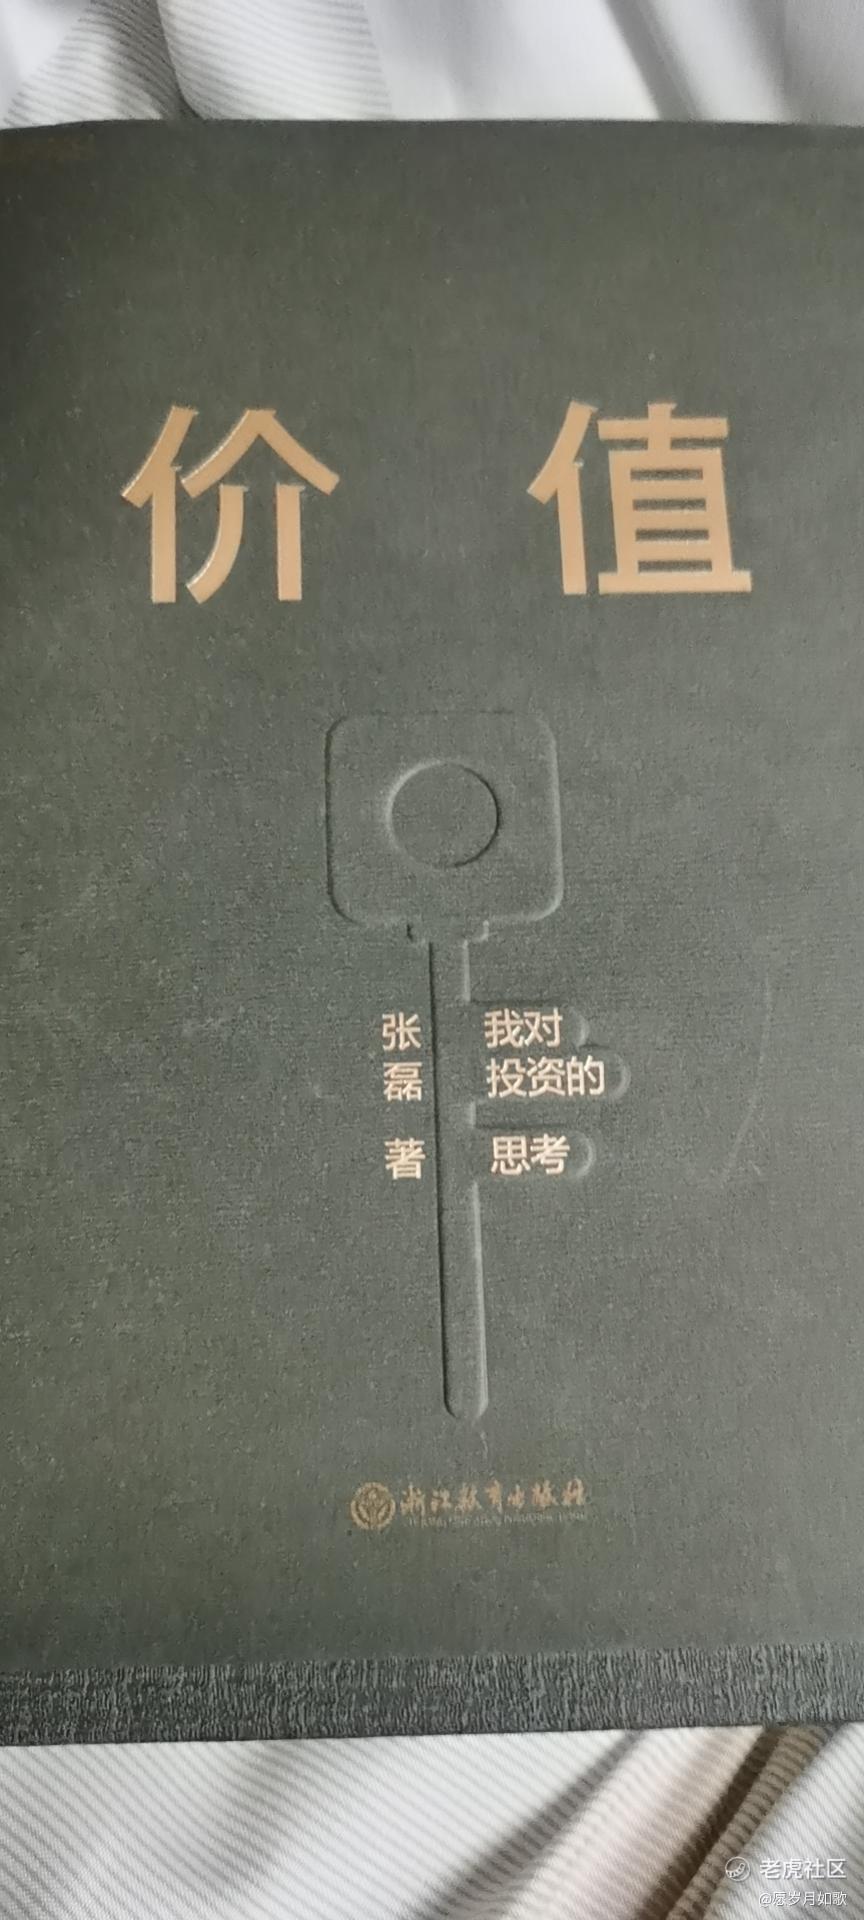 价 值
张磊 著
我对
投资的
思考
浙江教育出版社
老虎社区
@愿岁月如歌